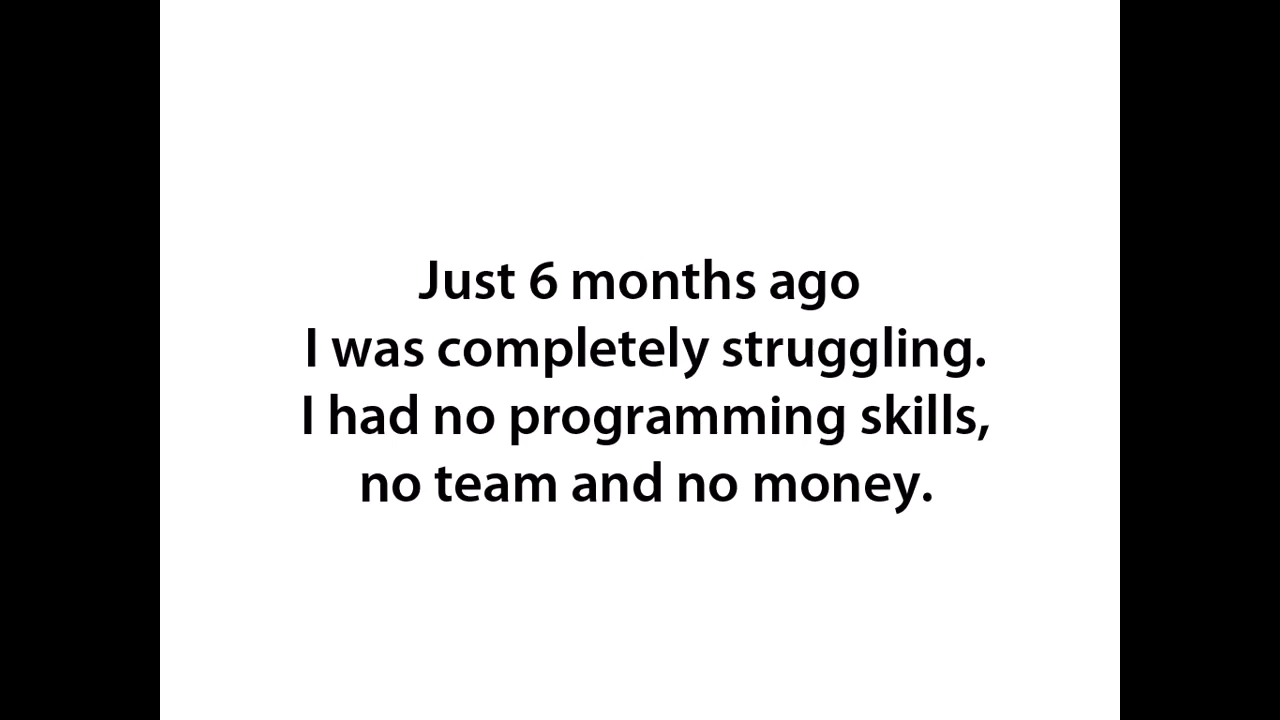 Just 6 months ago
I was completely struggling.
I had no programming skills,
no team and no money.